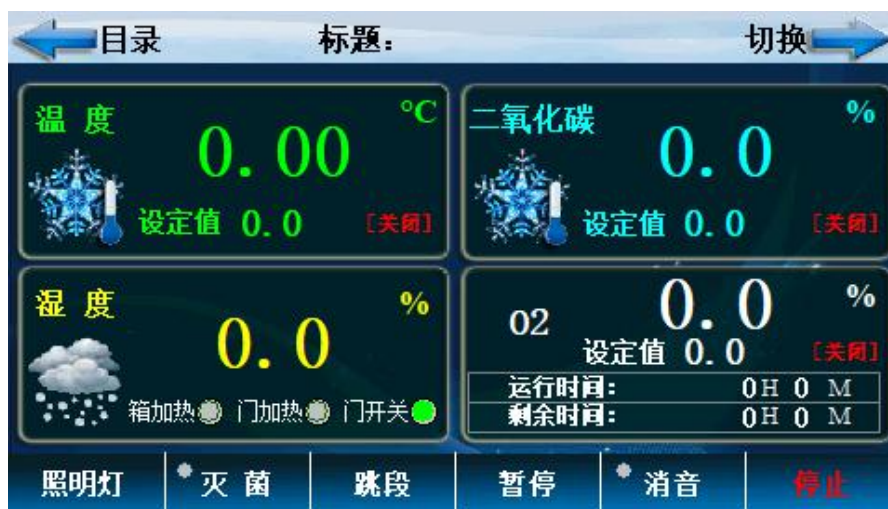 目录 标题： 切换
温 度 ℃
0.00
设定值 0.0 [关闭]
二氧化碳 %
0.0
设定值 0.0 [关闭]
湿 度 %
0.0
箱加热 门加热 门开关
O2 0.0 %
设定值 0.0 [关闭]
运行时间： 0H 0 M
剩余时间： 0H 0 M
照明灯 灭 菌 跳段 暂停 消音 停止